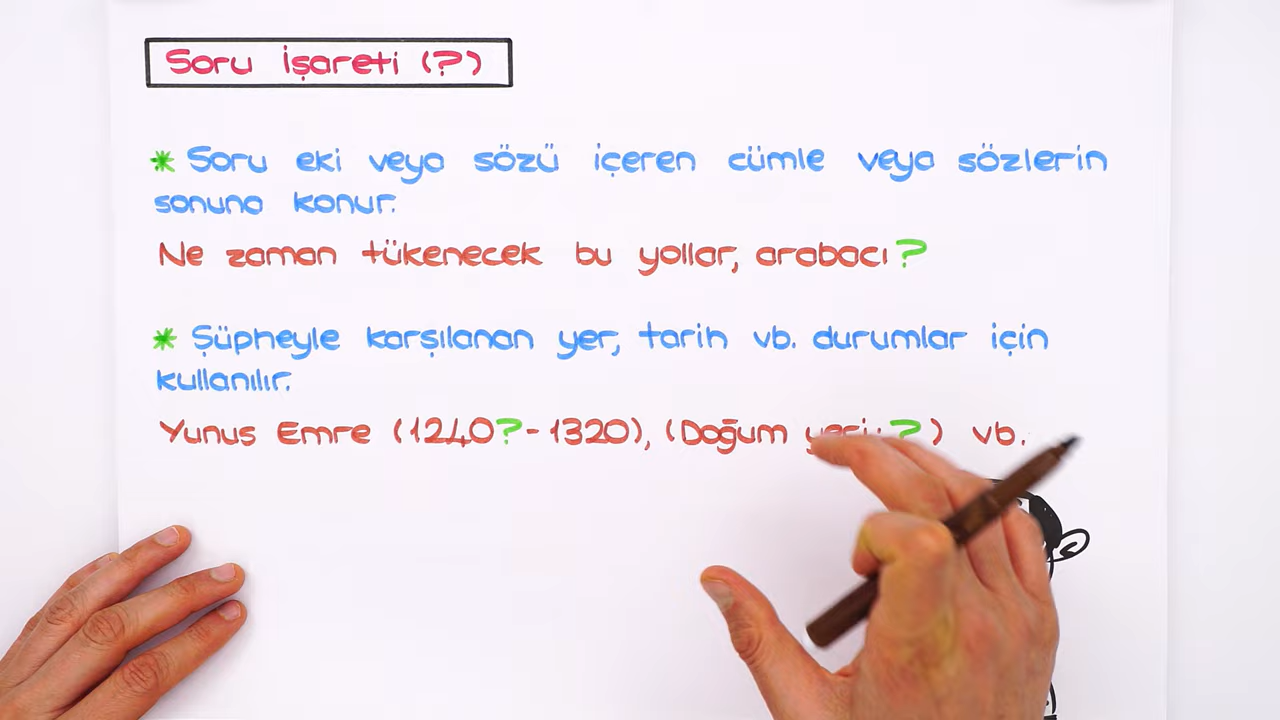 Soru İşareti (?)
* Soru eki veya sözü içeren cümle veya sözlerin
sonuna konur.
Ne zaman tükenecek bu yollar, arabacı?
* Şüpheyle karşılanan yer, tarih vb. durumlar için
kullanılır.
Yunus Emre (1240?-1320), (Doğum yeri: ?) vb.